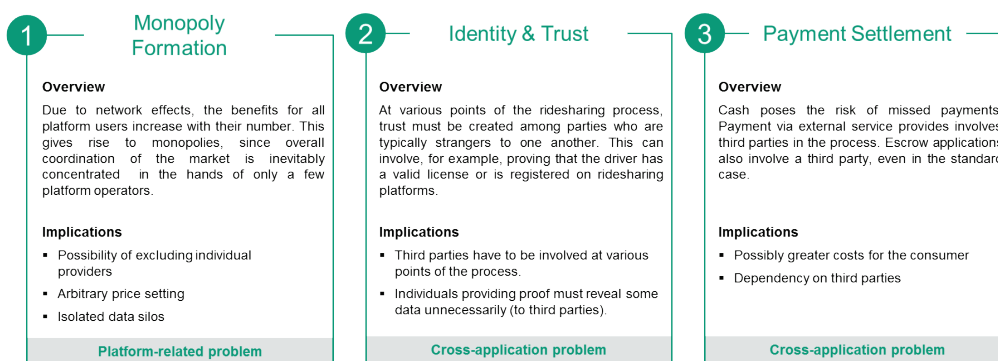 1
Monopoly
Formation
Overview
Due to network effects, the benefits for all
platform users increase with their number. This
gives rise to monopolies, since overall
coordination of the market is inevitably
concentrated in the hands of only a few
platform operators.
Implications
▪ Possibility of excluding individual
providers
▪ Arbitrary price setting
▪ Isolated data silos
Platform-related problem
2
Identity & Trust
Overview
At various points of the ridesharing process,
trust must be created among parties who are
typically strangers to one another. This can
involve, for example, proving that the driver has
a valid license or is registered on ridesharing
platforms.
Implications
▪ Third parties have to be involved at various
points of the process.
▪ Individuals providing proof must reveal some
data unnecessarily (to third parties).
Cross-application problem
3
Payment Settlement
Overview
Cash poses the risk of missed payments
Payment via external service provides involves
third parties in the process. Escrow applications
also involve a third party, even in the standard
case.
Implications
▪ Possibly greater costs for the consumer
▪ Dependency on third parties
Cross-application problem